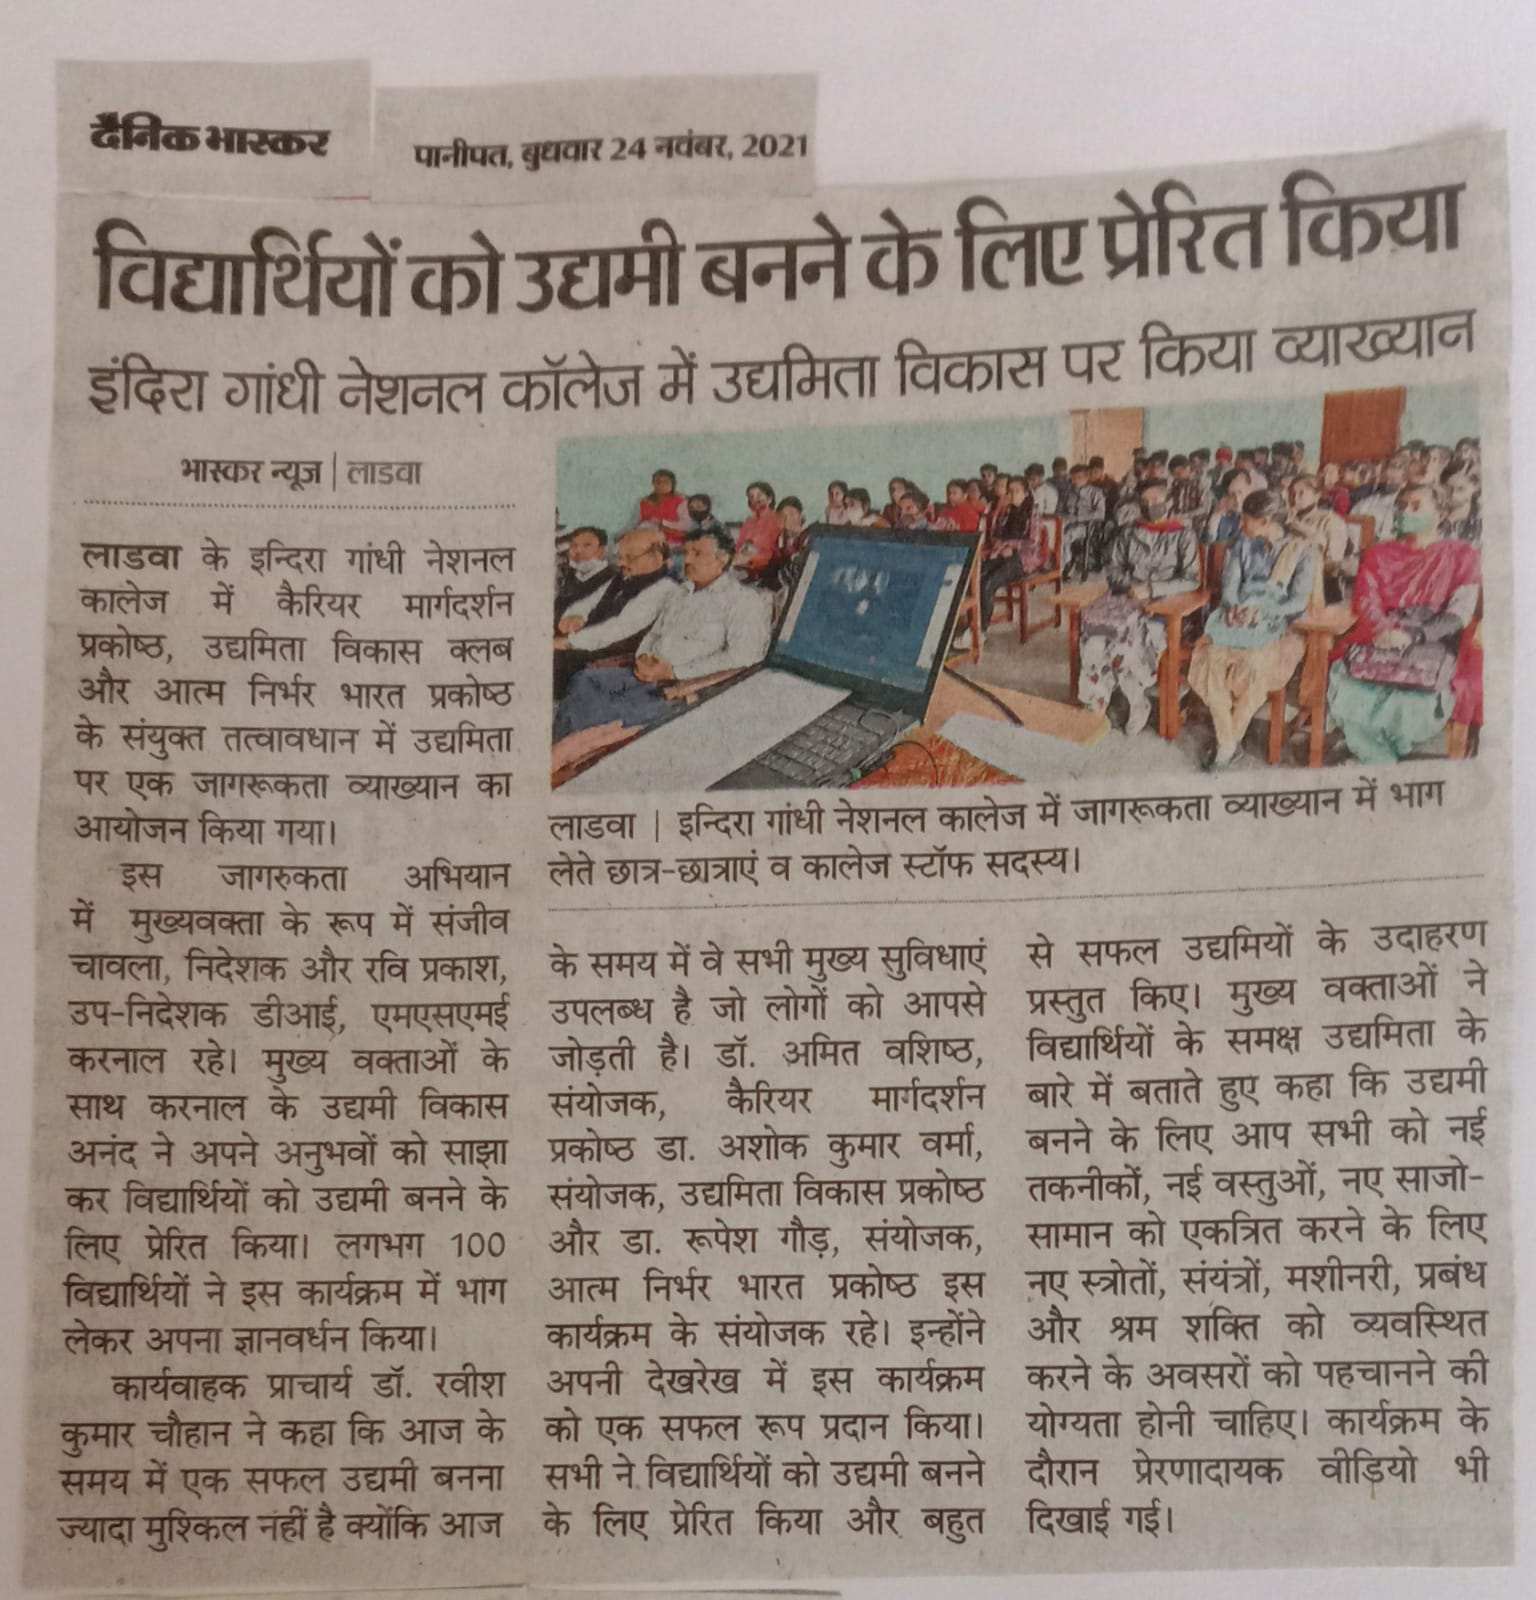 दैनिक भास्कर
पानीपत, बुधवार 24 नवंबर, 2021
विद्यार्थियों को उद्यमी बनने के लिए प्रेरित किया
इंदिरा गांधी नेशनल कॉलेज में उद्यमिता विकास पर किया व्याख्यान
भास्कर न्यूज | लाडवा
लाडवा के इन्दिरा गांधी नेशनल
कालेज में कैरियर मार्गदर्शन
प्रकोष्ठ, उद्यमिता विकास क्लब
और आत्म निर्भर भारत प्रकोष्ठ
के संयुक्त तत्वावधान में उद्यमिता
पर एक जागरूकता व्याख्यान का
आयोजन किया गया।
इस जागरुकता अभियान
में मुख्यवक्ता के रूप में संजीव
चावला, निदेशक और रवि प्रकाश,
उप-निदेशक डीआई, एमएसएमई
करनाल रहे। मुख्य वक्ताओं के
साथ करनाल के उद्यमी विकास
अनंद ने अपने अनुभवों को साझा
कर विद्यार्थियों को उद्यमी बनने के
लिए प्रेरित किया। लगभग 100
विद्यार्थियों ने इस कार्यक्रम में भाग
लेकर अपना ज्ञानवर्धन किया।
कार्यवाहक प्राचार्य डॉ. रवीश
कुमार चौहान ने कहा कि आज के
समय में एक सफल उद्यमी बनना
ज्यादा मुश्किल नहीं है क्योंकि आज
लाडवा | इन्दिरा गांधी नेशनल कालेज में जागरूकता व्याख्यान में भाग
लेते छात्र-छात्राएं व कालेज स्टॉफ सदस्य।
के समय में वे सभी मुख्य सुविधाएं
उपलब्ध है जो लोगों को आपसे
जोड़ती है। डॉ. अमित वशिष्ठ,
संयोजक, कैरियर मार्गदर्शन
प्रकोष्ठ डा. अशोक कुमार वर्मा,
संयोजक, उद्यमिता विकास प्रकोष्ठ
और डा. रूपेश गौड़, संयोजक,
आत्म निर्भर भारत प्रकोष्ठ इस
कार्यक्रम के संयोजक रहे। इन्होंने
अपनी देखरेख में इस कार्यक्रम
को एक सफल रूप प्रदान किया।
सभी ने विद्यार्थियों को उद्यमी बनने
के लिए प्रेरित किया और बहुत
से सफल उद्यमियों के उदाहरण
प्रस्तुत किए। मुख्य वक्ताओं ने
विद्यार्थियों के समक्ष उद्यमिता के
बारे में बताते हुए कहा कि उद्यमी
बनने के लिए आप सभी को नई
तकनीकों, नई वस्तुओं, नए साजो-
सामान को एकत्रित करने के लिए
नए स्त्रोतों, संयंत्रों, मशीनरी, प्रबंध
और श्रम शक्ति को व्यवस्थित
करने के अवसरों को पहचानने की
योग्यता होनी चाहिए। कार्यक्रम के
दौरान प्रेरणादायक वीडियो भी
दिखाई गई।